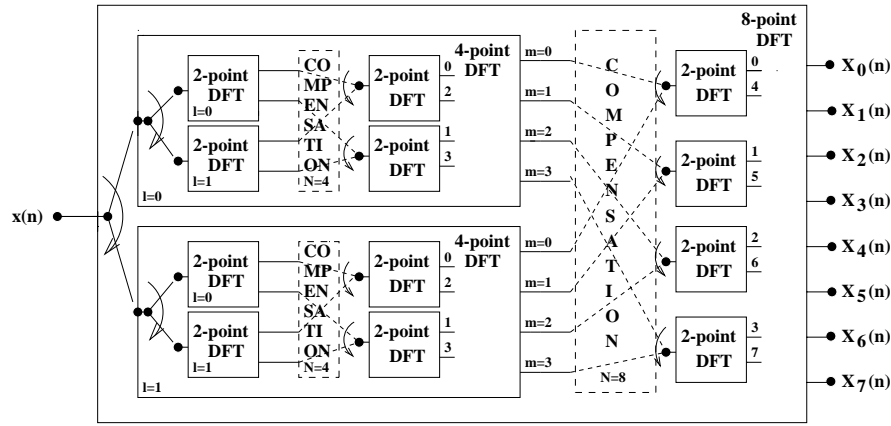 8-point
DFT
4-point
DFT
2-point
DFT
l=0
2-point
DFT
l=1
CO
MP
EN
SA
TI
ON
N=4
2-point
DFT
0
2
2-point
DFT
1
3
l=0
m=0
m=1
m=2
m=3
4-point
DFT
2-point
DFT
l=0
2-point
DFT
l=1
CO
MP
EN
SA
TI
ON
N=4
2-point
DFT
0
2
2-point
DFT
1
3
l=1
m=0
m=1
m=2
m=3
C
O
M
P
E
N
S
A
T
I
O
N
N=8
2-point
DFT
0
4
2-point
DFT
1
5
2-point
DFT
2
6
2-point
DFT
3
7
x(n)
X0(n)
X1(n)
X2(n)
X3(n)
X4(n)
X5(n)
X6(n)
X7(n)